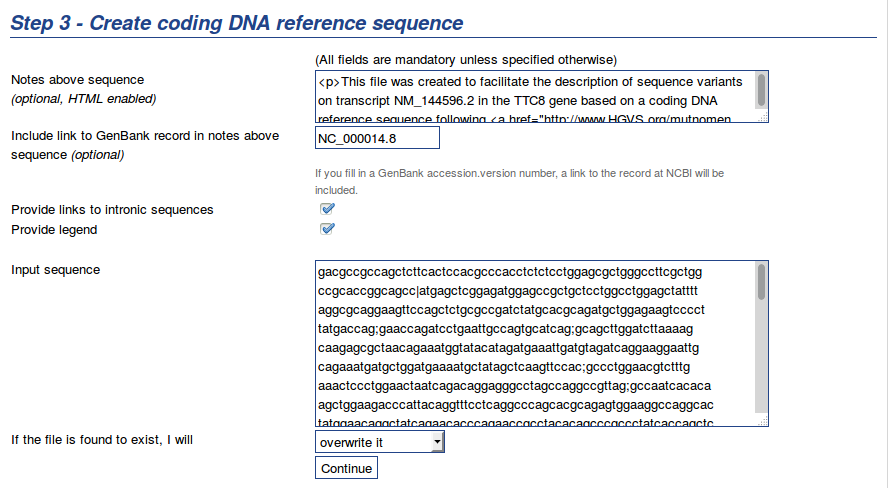 Step 3 - Create coding DNA reference sequence
(All fields are mandatory unless specified otherwise)
Notes above sequence
(optional, HTML enabled)
<p>This file was created to facilitate the description of sequence variants
on transcript NM_144596.2 in the TTC8 gene based on a coding DNA
reference sequence following <a href="http://www.HGVS.org/mutnomen
Include link to GenBank record in notes above
sequence (optional)
NC_000014.8
If you fill in a GenBank accession.version number, a link to the record at NCBI will be
included.
Provide links to intronic sequences
Provide legend
Input sequence
gacgccgccagctcttcactccacgcccacctctctcctggagcgctgggccttcgctgg
ccgcaccggcagcc|atgagctcggagatggagccgctgctcctggcctggagctatttt
aggcgcaggaagttccagctctgcgccgatctatgcacgcagatgctggagaagtcccct
tatgaccag;gaaccagatcctgaattgccagtgcatcag;gcagcttggatcttaaaag
caagagcgctaacagaaatggtatacatagatgaaattgatgtagatcaggaaggaattg
cagaaatgatgctggatgaaaatgctatagctcaagttccac;gccctggaacgtctttg
aaactccctggaactaatcagacaggagggcctagccaggccgttag;gccaatcacaca
agctggaagacccattacaggtttcctcaggcccagcacgcagagtggaaggccaggcac
tatggaacaggctatcagaacacccagaaccgcctacacagcccgccctatcaccagctc
If the file is found to exist, I will
overwrite it
Continue